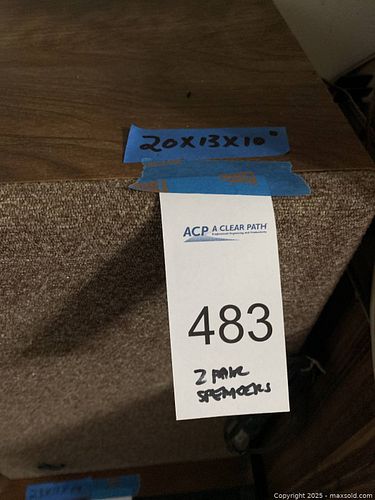 20X13X10"
ACP A CLEAR PATH
483
2 PAIR
SPEAKERS
Copyright © 2025 - maxsold.com